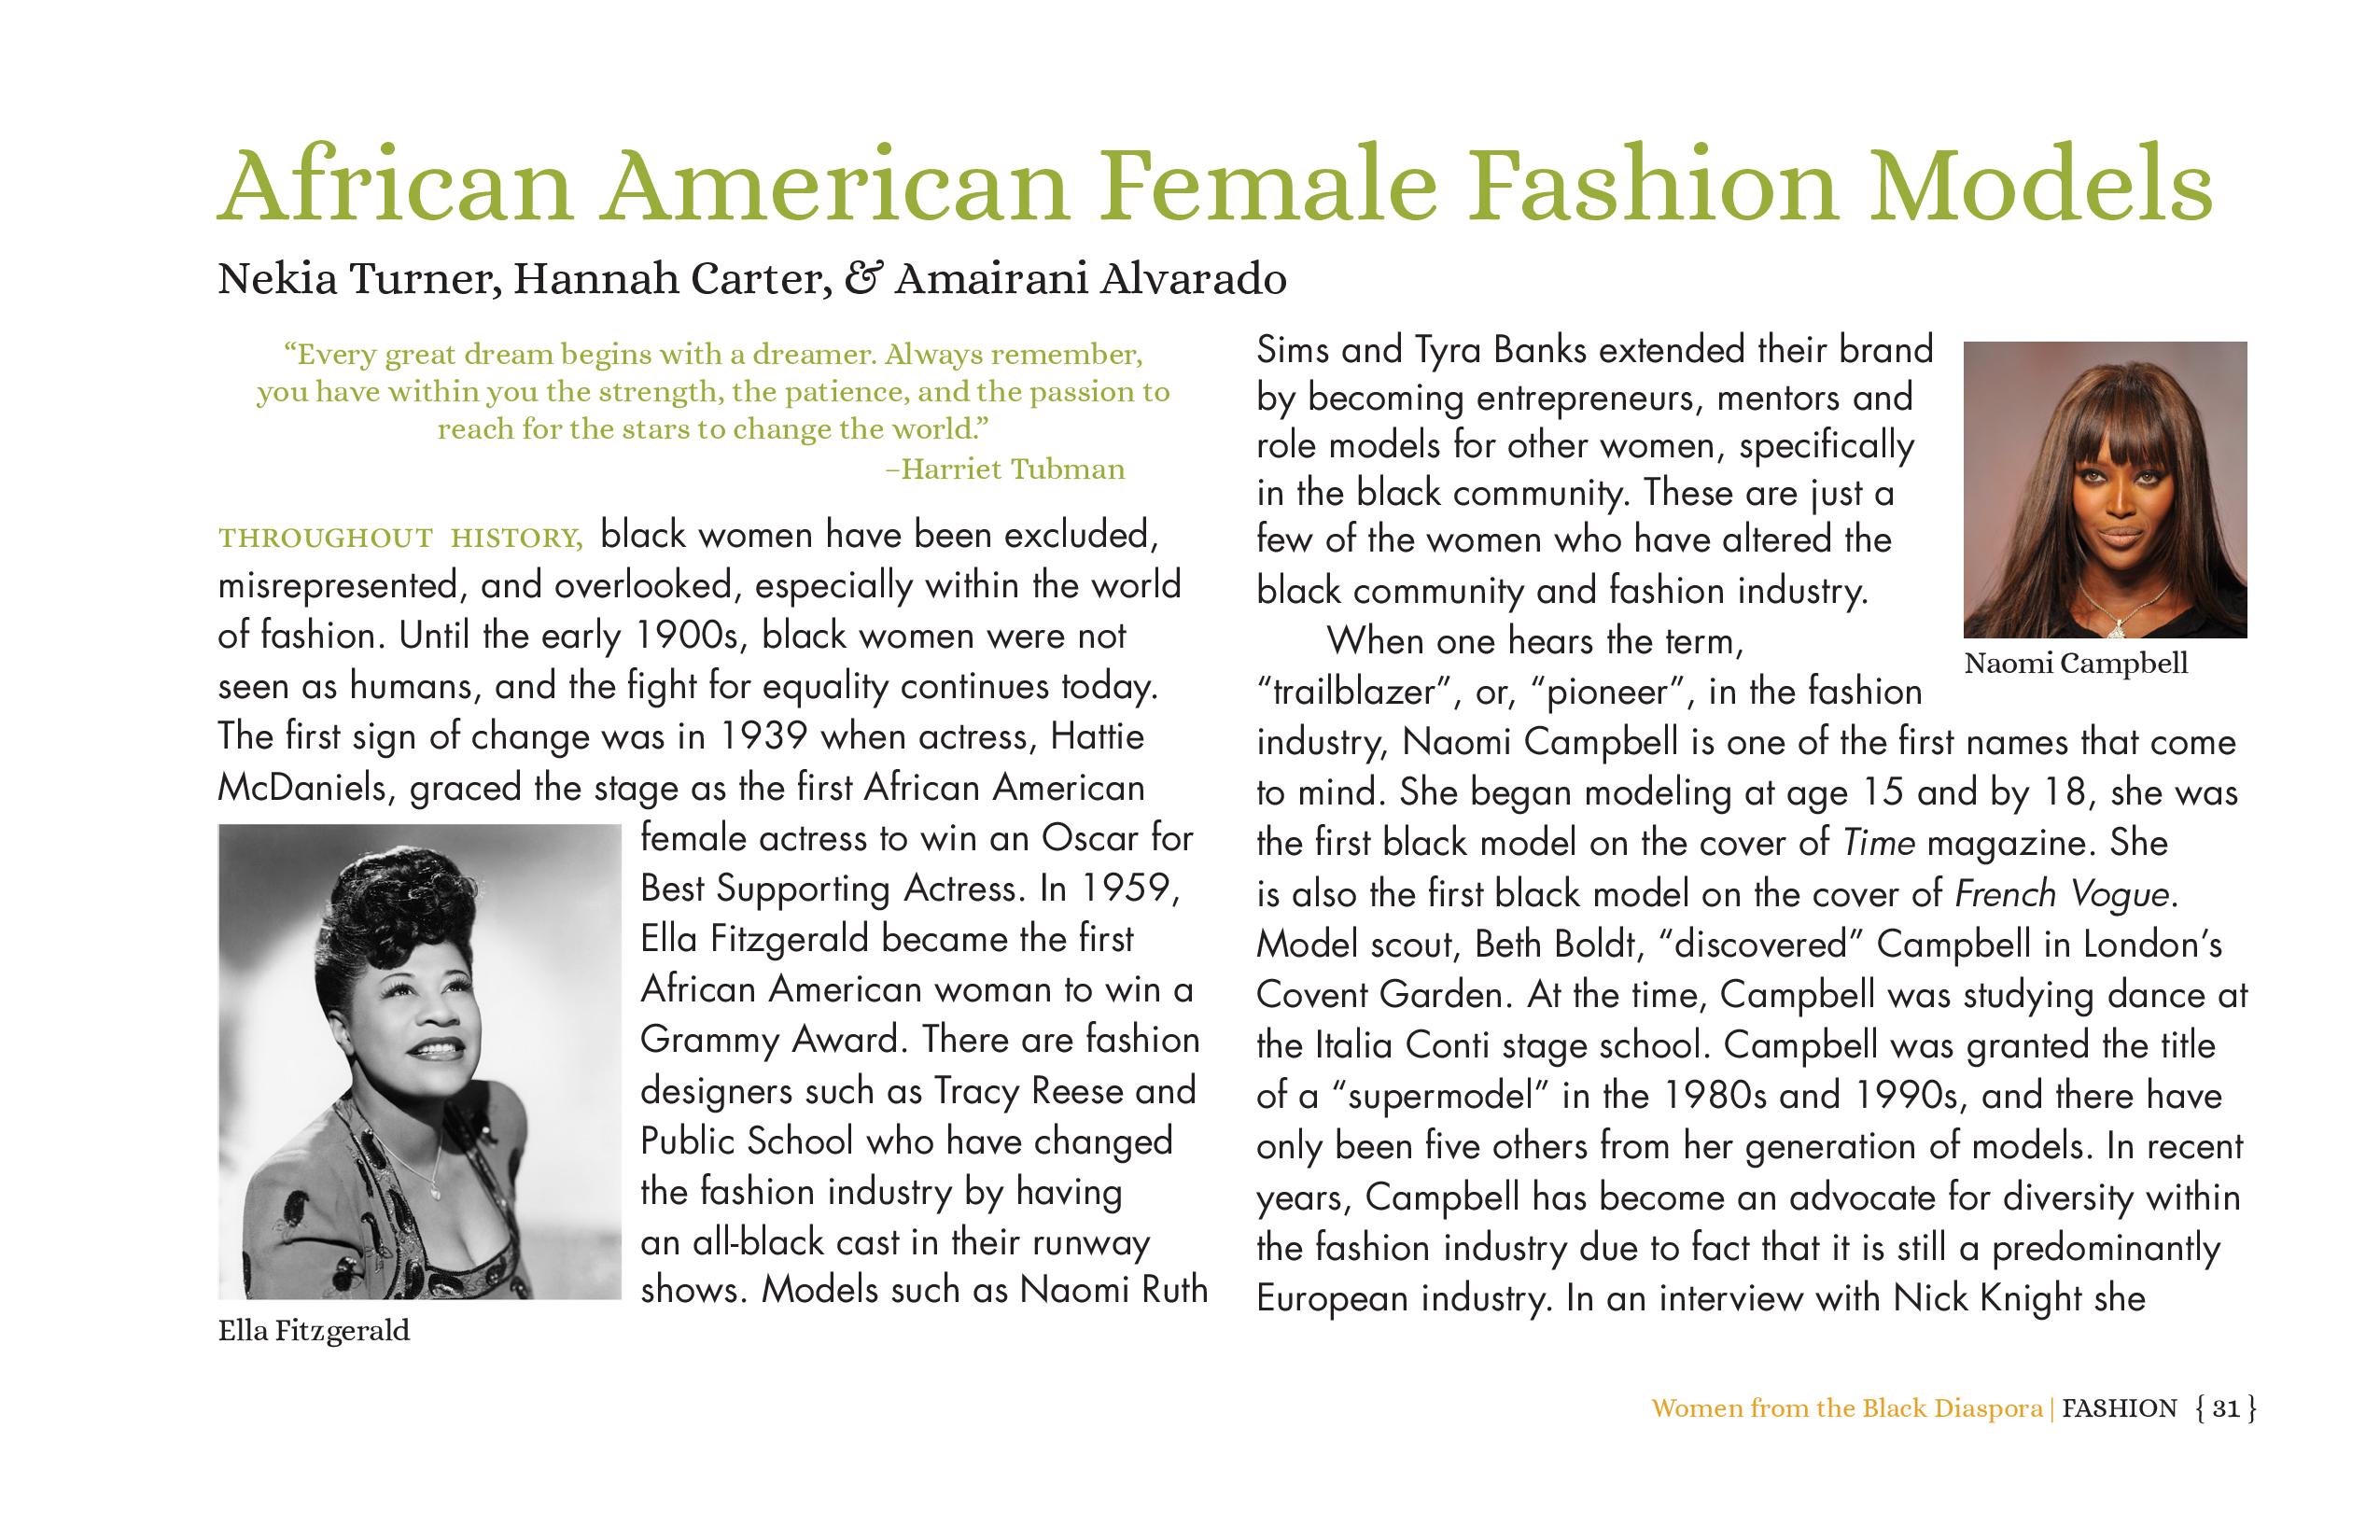 African American Female Fashion Models
Nekia Turner, Hannah Carter, & Amairani Alvarado
“Every great dream begins with a dreamer. Always remember,
you have within you the strength, the patience, and the passion to
reach for the stars to change the world.”
–Harriet Tubman
THROUGHOUT HISTORY, black women have been excluded,
misrepresented, and overlooked, especially within the world
of fashion. Until the early 1900s, black women were not
seen as humans, and the fight for equality continues today.
The first sign of change was in 1939 when actress, Hattie
McDaniels, graced the stage as the first African American
female actress to win an Oscar for
Best Supporting Actress. In 1959,
Ella Fitzgerald became the first
African American woman to win a
Grammy Award. There are fashion
designers such as Tracy Reese and
Public School who have changed
the fashion industry by having
an all-black cast in their runway
shows. Models such as Naomi Ruth
Ella Fitzgerald
Sims and Tyra Banks extended their brand
by becoming entrepreneurs, mentors and
role models for other women, specifically
in the black community. These are just a
few of the women who have altered the
black community and fashion industry.
When one hears the term,
“trailblazer”, or, “pioneer”, in the fashion
Naomi Campbell
industry, Naomi Campbell is one of the first names that come
to mind. She began modeling at age 15 and by 18, she was
the first black model on the cover of Time magazine. She
is also the first black model on the cover of French Vogue.
Model scout, Beth Boldt, “discovered” Campbell in London’s
Covent Garden. At the time, Campbell was studying dance at
the Italia Conti stage school. Campbell was granted the title
of a “supermodel” in the 1980s and 1990s, and there have
only been five others from her generation of models. In recent
years, Campbell has become an advocate for diversity within
the fashion industry due to fact that it is still a predominantly
European industry. In an interview with Nick Knight she
Women from the Black Diaspora | FASHION { 31 }